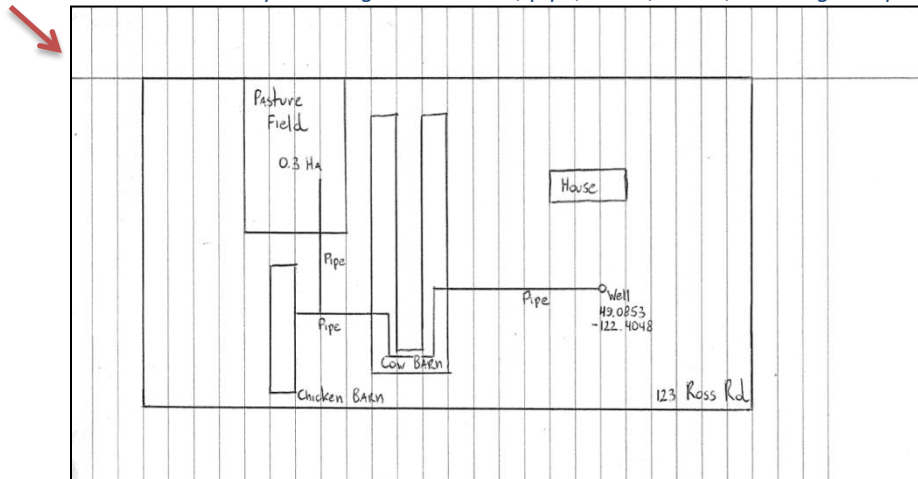 Pasture
Field
0.3 Ha
House
Pipe
Pipe
Pipe
Well
49.0853
-122.4048
Cow BARn
Chicken BARn
123 Ross Rd